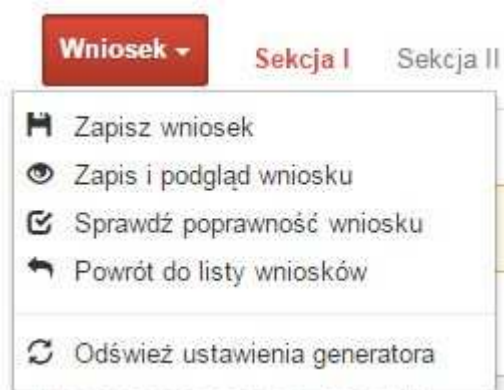 Wniosek Sekcja I Sekcja II
Zapisz wniosek
Zapis i podgląd wniosku
Sprawdź poprawność wniosku
Powrót do listy wniosków
Odśwież ustawienia generatora